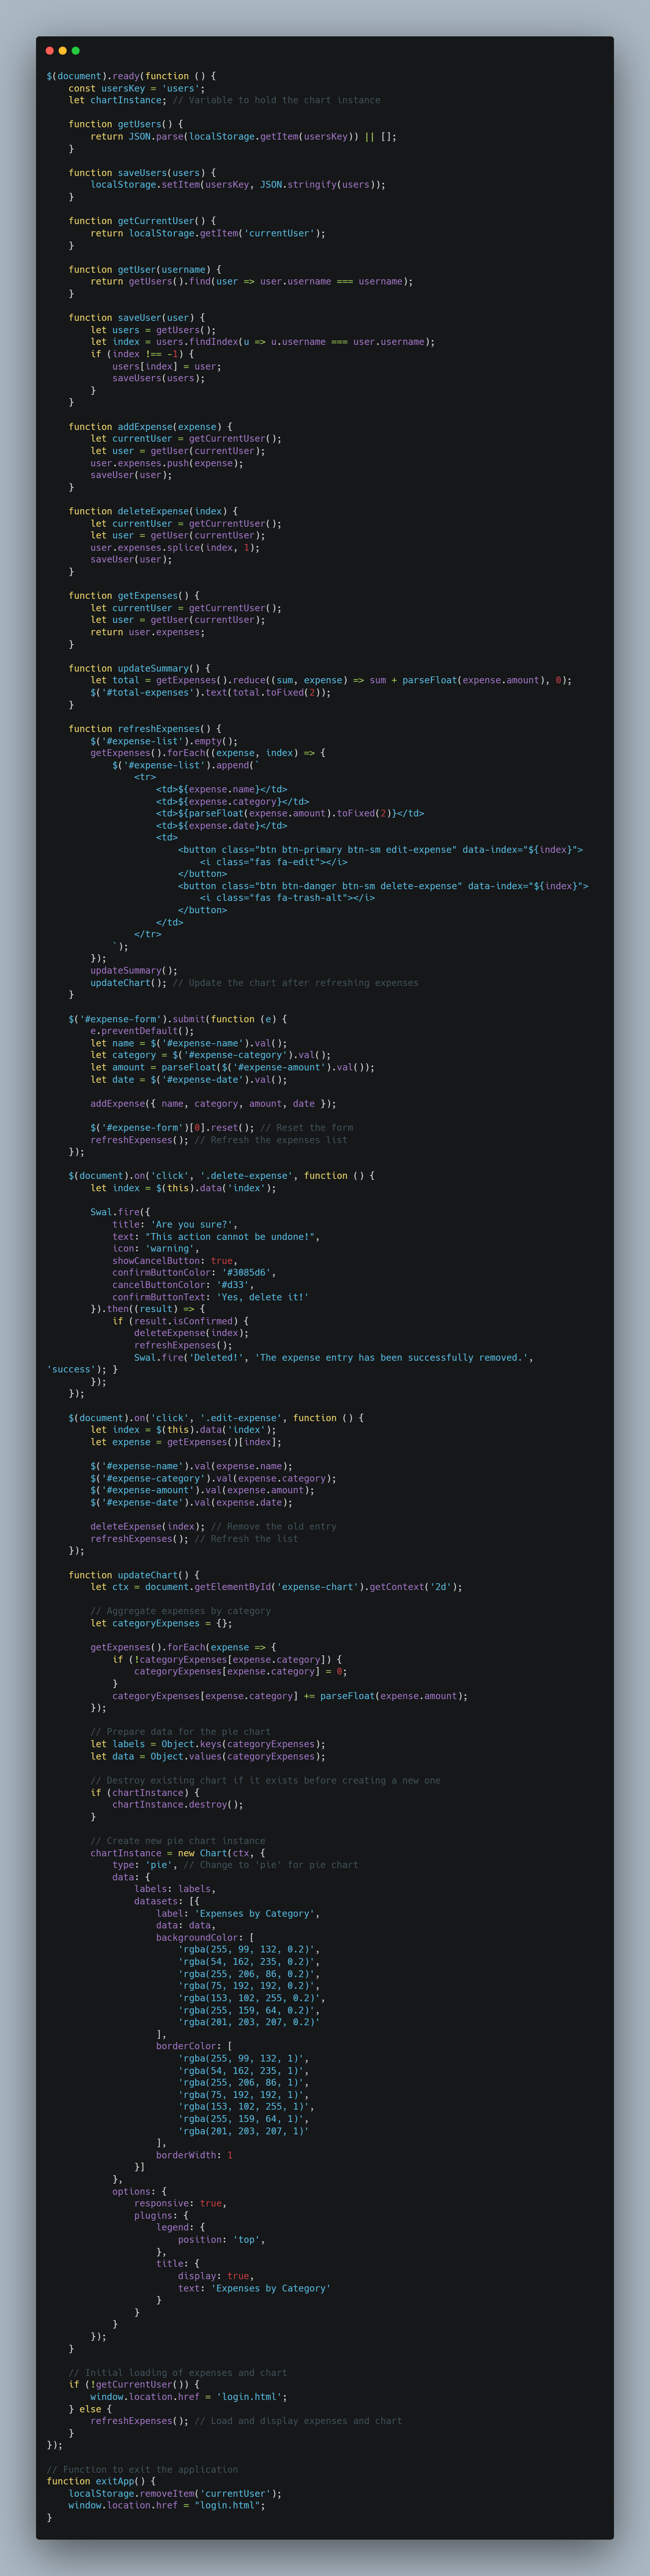 $(document).ready(function () {
    const usersKey = 'users';
    let chartInstance; // Variable to hold the chart instance

    function getUsers() {
        return JSON.parse(localStorage.getItem(usersKey)) || [];
    }

    function saveUsers(users) {
        localStorage.setItem(usersKey, JSON.stringify(users));
    }

    function getCurrentUser() {
        return localStorage.getItem('currentUser');
    }

    function getUser(username) {
        return getUsers().find(user => user.username === username);
    }

    function saveUser(user) {
        let users = getUsers();
        let index = users.findIndex(u => u.username === user.username);
        if (index !== -1) {
            users[index] = user;
            saveUsers(users);
        }
    }

    function addExpense(expense) {
        let currentUser = getCurrentUser();
        let user = getUser(currentUser);
        user.expenses.push(expense);
        saveUser(user);
    }

    function deleteExpense(index) {
        let currentUser = getCurrentUser();
        let user = getUser(currentUser);
        user.expenses.splice(index, 1);
        saveUser(user);
    }

    function getExpenses() {
        let currentUser = getCurrentUser();
        let user = getUser(currentUser);
        return user.expenses;
    }

    function updateSummary() {
        let total = getExpenses().reduce((sum, expense) => sum + parseFloat(expense.amount), 0);
        $('#total-expenses').text(total.toFixed(2));
    }

    function refreshExpenses() {
        $('#expense-list').empty();
        getExpenses().forEach((expense, index) => {
            $('#expense-list').append(`
                <tr>
                    <td>${expense.name}</td>
                    <td>${expense.category}</td>
                    <td>${parseFloat(expense.amount).toFixed(2)}</td>
                    <td>${expense.date}</td>
                    <td>
                        <button class="btn btn-primary btn-sm edit-expense" data-index="${index}">
                            <i class="fas fa-edit"></i>
                        </button>
                        <button class="btn btn-danger btn-sm delete-expense" data-index="${index}">
                            <i class="fas fa-trash-alt"></i>
                        </button>
                    </td>
                </tr>
            `);
        });
        updateSummary();
        updateChart(); // Update the chart after refreshing expenses
    }

    $('#expense-form').submit(function (e) {
        e.preventDefault();
        let name = $('#expense-name').val();
        let category = $('#expense-category').val();
        let amount = parseFloat($('#expense-amount').val());
        let date = $('#expense-date').val();

        addExpense({ name, category, amount, date });

        $('#expense-form')[0].reset(); // Reset the form
        refreshExpenses(); // Refresh the expenses list
    });

    $(document).on('click', '.delete-expense', function () {
        let index = $(this).data('index');

        Swal.fire({
            title: 'Are you sure?',
            text: "This action cannot be undone!",
            icon: 'warning',
            showCancelButton: true,
            confirmButtonColor: '#3085d6',
            cancelButtonColor: '#d33',
            confirmButtonText: 'Yes, delete it!'
        }).then((result) => {
            if (result.isConfirmed) {
                deleteExpense(index);
                refreshExpenses();
                Swal.fire('Deleted!', 'The expense entry has been successfully removed.',
'success'); }
        });
    });

    $(document).on('click', '.edit-expense', function () {
        let index = $(this).data('index');
        let expense = getExpenses()[index];

        $('#expense-name').val(expense.name);
        $('#expense-category').val(expense.category);
        $('#expense-amount').val(expense.amount);
        $('#expense-date').val(expense.date);

        deleteExpense(index); // Remove the old entry
        refreshExpenses(); // Refresh the list
    });

    function updateChart() {
        let ctx = document.getElementById('expense-chart').getContext('2d');

        // Aggregate expenses by category
        let categoryExpenses = {};

        getExpenses().forEach(expense => {
            if (!categoryExpenses[expense.category]) {
                categoryExpenses[expense.category] = 0;
            }
            categoryExpenses[expense.category] += parseFloat(expense.amount);
        });

        // Prepare data for the pie chart
        let labels = Object.keys(categoryExpenses);
        let data = Object.values(categoryExpenses);

        // Destroy existing chart if it exists before creating a new one
        if (chartInstance) {
            chartInstance.destroy();
        }

        // Create new pie chart instance
        chartInstance = new Chart(ctx, {
            type: 'pie', // Change to 'pie' for pie chart
            data: {
                labels: labels,
                datasets: [{
                    label: 'Expenses by Category',
                    data: data,
                    backgroundColor: [
                        'rgba(255, 99, 132, 0.2)',
                        'rgba(54, 162, 235, 0.2)',
                        'rgba(255, 206, 86, 0.2)',
                        'rgba(75, 192, 192, 0.2)',
                        'rgba(153, 102, 255, 0.2)',
                        'rgba(255, 159, 64, 0.2)',
                        'rgba(201, 203, 207, 0.2)'
                    ],
                    borderColor: [
                        'rgba(255, 99, 132, 1)',
                        'rgba(54, 162, 235, 1)',
                        'rgba(255, 206, 86, 1)',
                        'rgba(75, 192, 192, 1)',
                        'rgba(153, 102, 255, 1)',
                        'rgba(255, 159, 64, 1)',
                        'rgba(201, 203, 207, 1)'
                    ],
                    borderWidth: 1
                }]
            },
            options: {
                responsive: true,
                plugins: {
                    legend: {
                        position: 'top',
                    },
                    title: {
                        display: true,
                        text: 'Expenses by Category'
                    }
                }
            }
        });
    }

    // Initial loading of expenses and chart
    if (!getCurrentUser()) {
        window.location.href = 'login.html';
    } else {
        refreshExpenses(); // Load and display expenses and chart
    }
});

// Function to exit the application
function exitApp() {
    localStorage.removeItem('currentUser');
    window.location.href = "login.html";
}